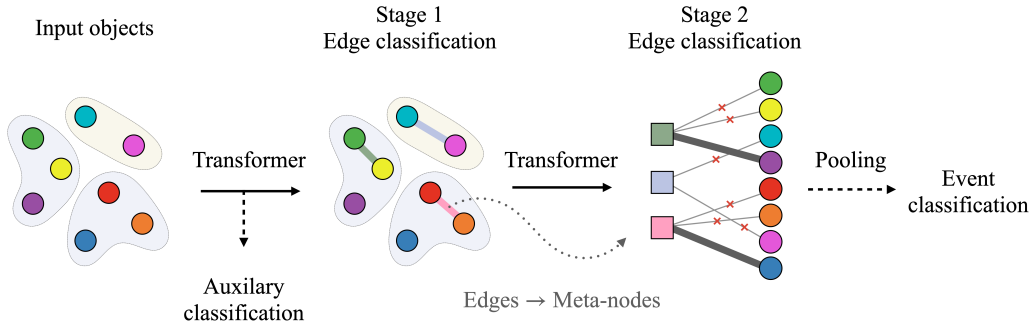 Input objects
Stage 1
Edge classification
Stage 2
Edge classification
Transformer
Transformer
Pooling
Event
classification
Auxilary
classification
Edges → Meta-nodes